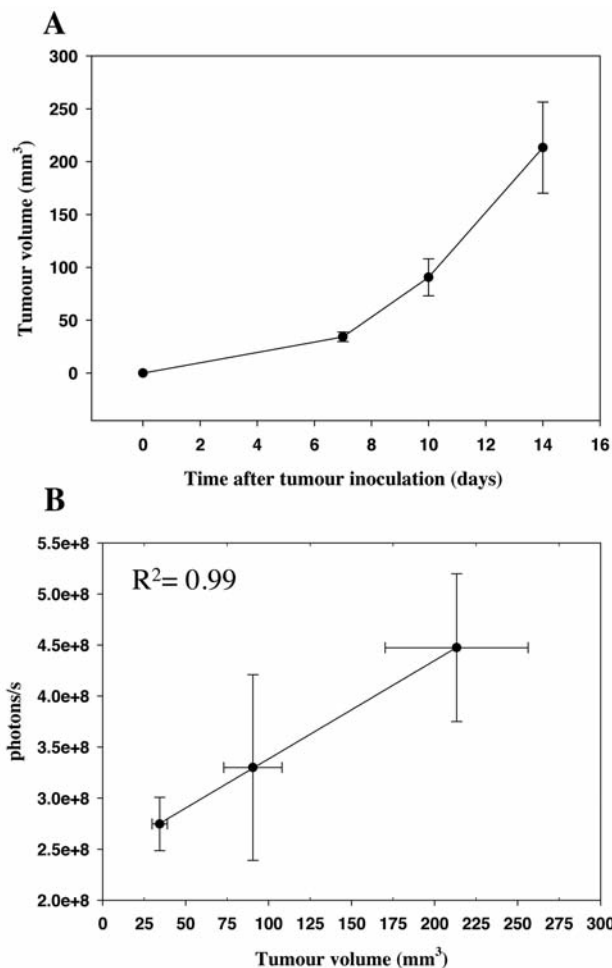 A
300
250
200
150
100
50
0
Tumour volume (mm³)
0 2 4 6 8 10 12 14 16
Time after tumour inoculation (days)
B
5.5e+8
5.0e+8
4.5e+8
4.0e+8
3.5e+8
3.0e+8
2.5e+8
2.0e+8
photons/s
R²= 0.99
0 25 50 75 100 125 150 175 200 225 250 275 300
Tumour volume (mm³)